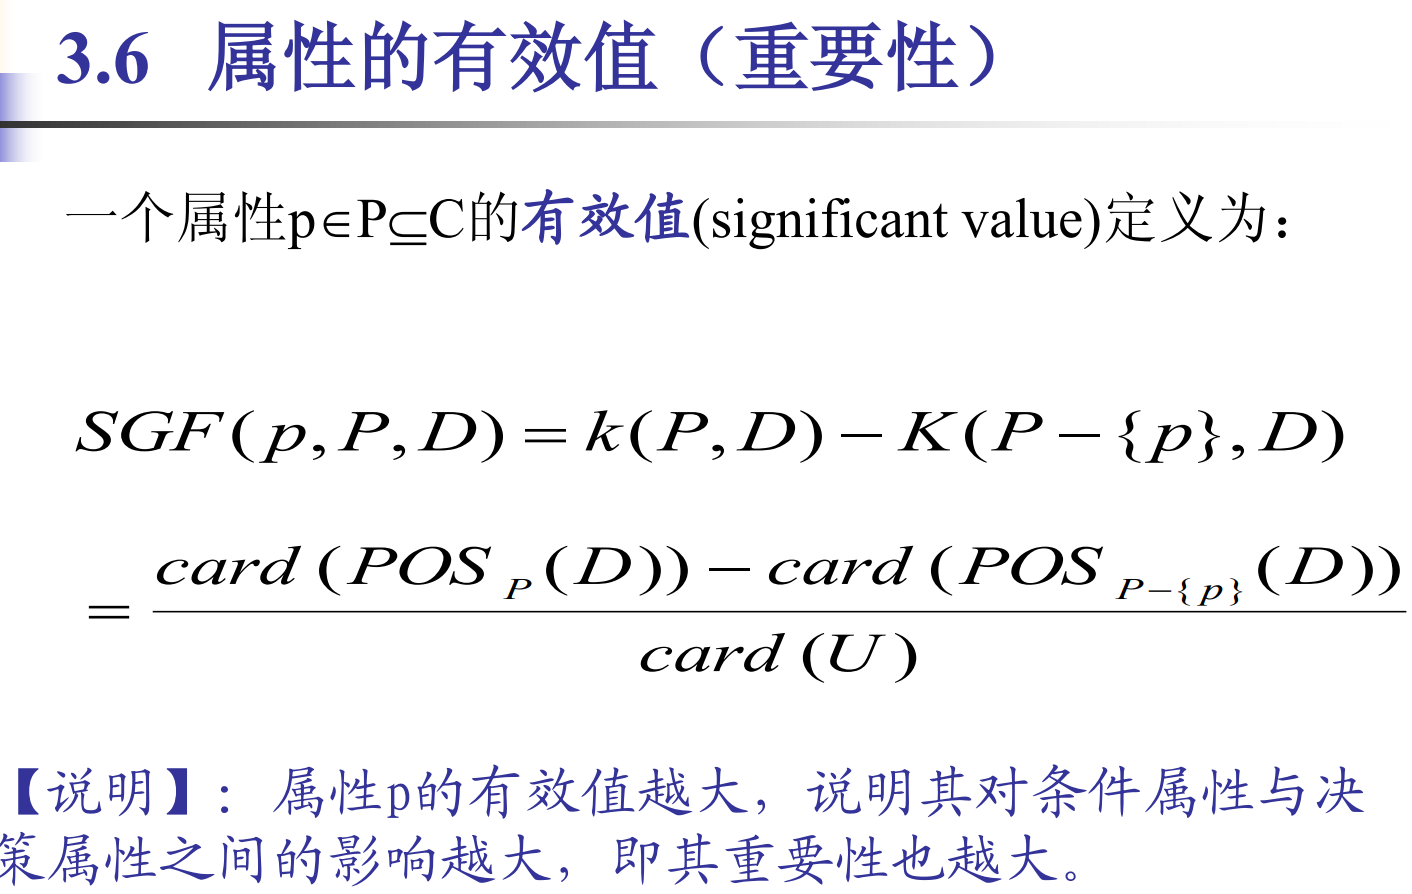 3.6 属性的有效值（重要性）
一个属性p∈P⊆C的有效值(significant value)定义为：
SGF(p,P,D)=k(P,D)−K(P−{p},D)
=
card(POS_P(D))−card(POS_{P−{p}}(D))
card(U)
【说明】：属性p的有效值越大，说明其对条件属性与决
策属性之间的影响越大，即其重要性也越大。